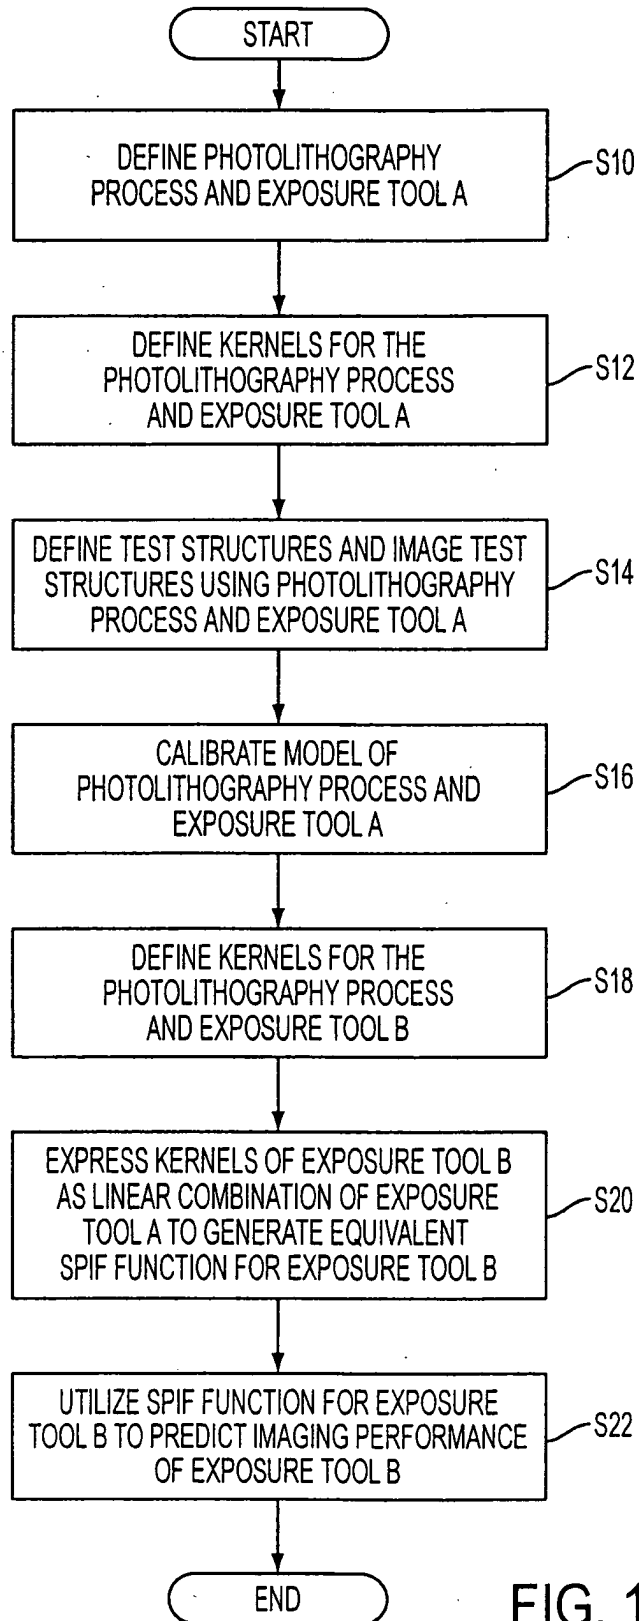 START
DEFINE PHOTOLITHOGRAPHY
PROCESS AND EXPOSURE TOOL A
S10
DEFINE KERNELS FOR THE
PHOTOLITHOGRAPHY PROCESS
AND EXPOSURE TOOL A
S12
DEFINE TEST STRUCTURES AND IMAGE TEST
STRUCTURES USING PHOTOLITHOGRAPHY
PROCESS AND EXPOSURE TOOL A
S14
CALIBRATE MODEL OF
PHOTOLITHOGRAPHY PROCESS AND
EXPOSURE TOOL A
S16
DEFINE KERNELS FOR THE
PHOTOLITHOGRAPHY PROCESS
AND EXPOSURE TOOL B
S18
EXPRESS KERNELS OF EXPOSURE TOOL B
AS LINEAR COMBINATION OF EXPOSURE
TOOL A TO GENERATE EQUIVALENT
SPIF FUNCTION FOR EXPOSURE TOOL B
S20
UTILIZE SPIF FUNCTION FOR EXPOSURE
TOOL B TO PREDICT IMAGING PERFORMANCE
OF EXPOSURE TOOL B
S22
END
FIG. 1